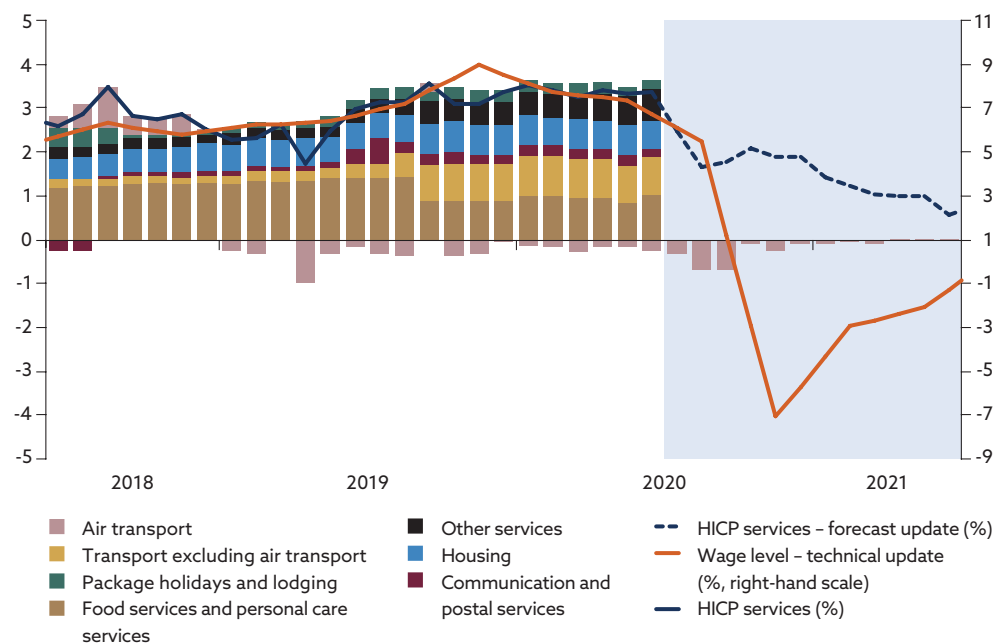 5
4
3
2
1
0
-1
-2
-3
-4
-5
11
9
7
5
3
1
-1
-3
-5
-7
-9
2018 2019 2020 2021
Air transport
Transport excluding air transport
Package holidays and lodging
Food services and personal care
services
Other services
Housing
Communication and
postal services
HICP services – forecast update (%)
Wage level – technical update
(%, right-hand scale)
HICP services (%)